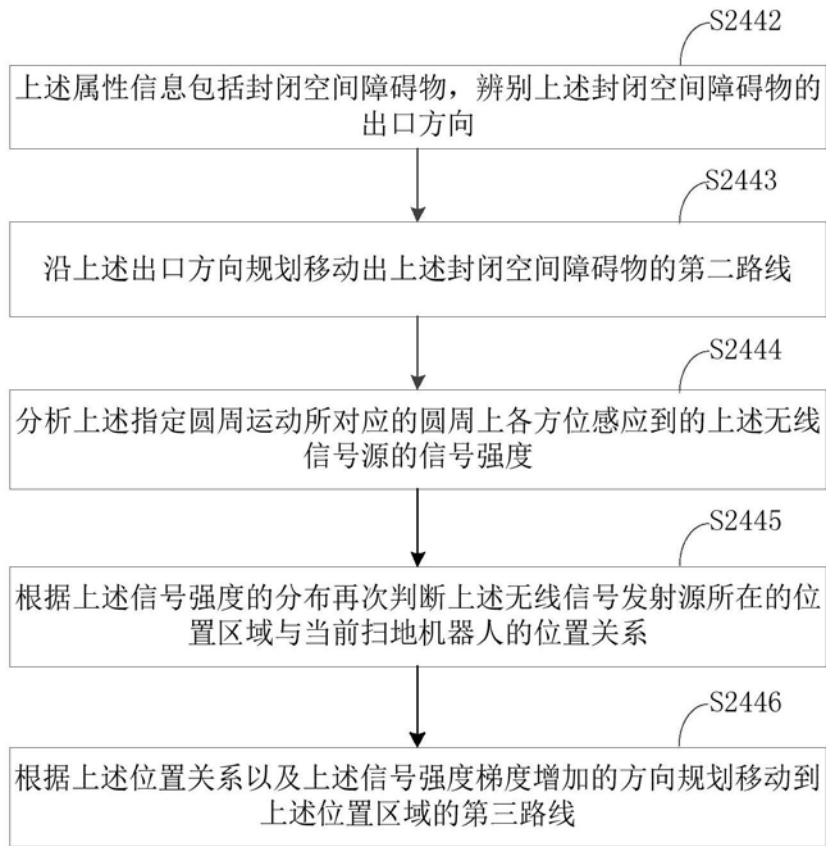 S2442
上述属性信息包括封闭空间障碍物，辨别上述封闭空间障碍物的
出口方向
S2443
沿上述出口方向规划移动出上述封闭空间障碍物的第二路线
S2444
分析上述指定圆周运动所对应的圆周上各方位感应到的上述无线
信号源的信号强度
S2445
根据上述信号强度的分布再次判断上述无线信号发射源所在的位
置区域与当前扫地机器人的位置关系
S2446
根据上述位置关系以及上述信号强度梯度增加的方向规划移动到
上述位置区域的第三路线